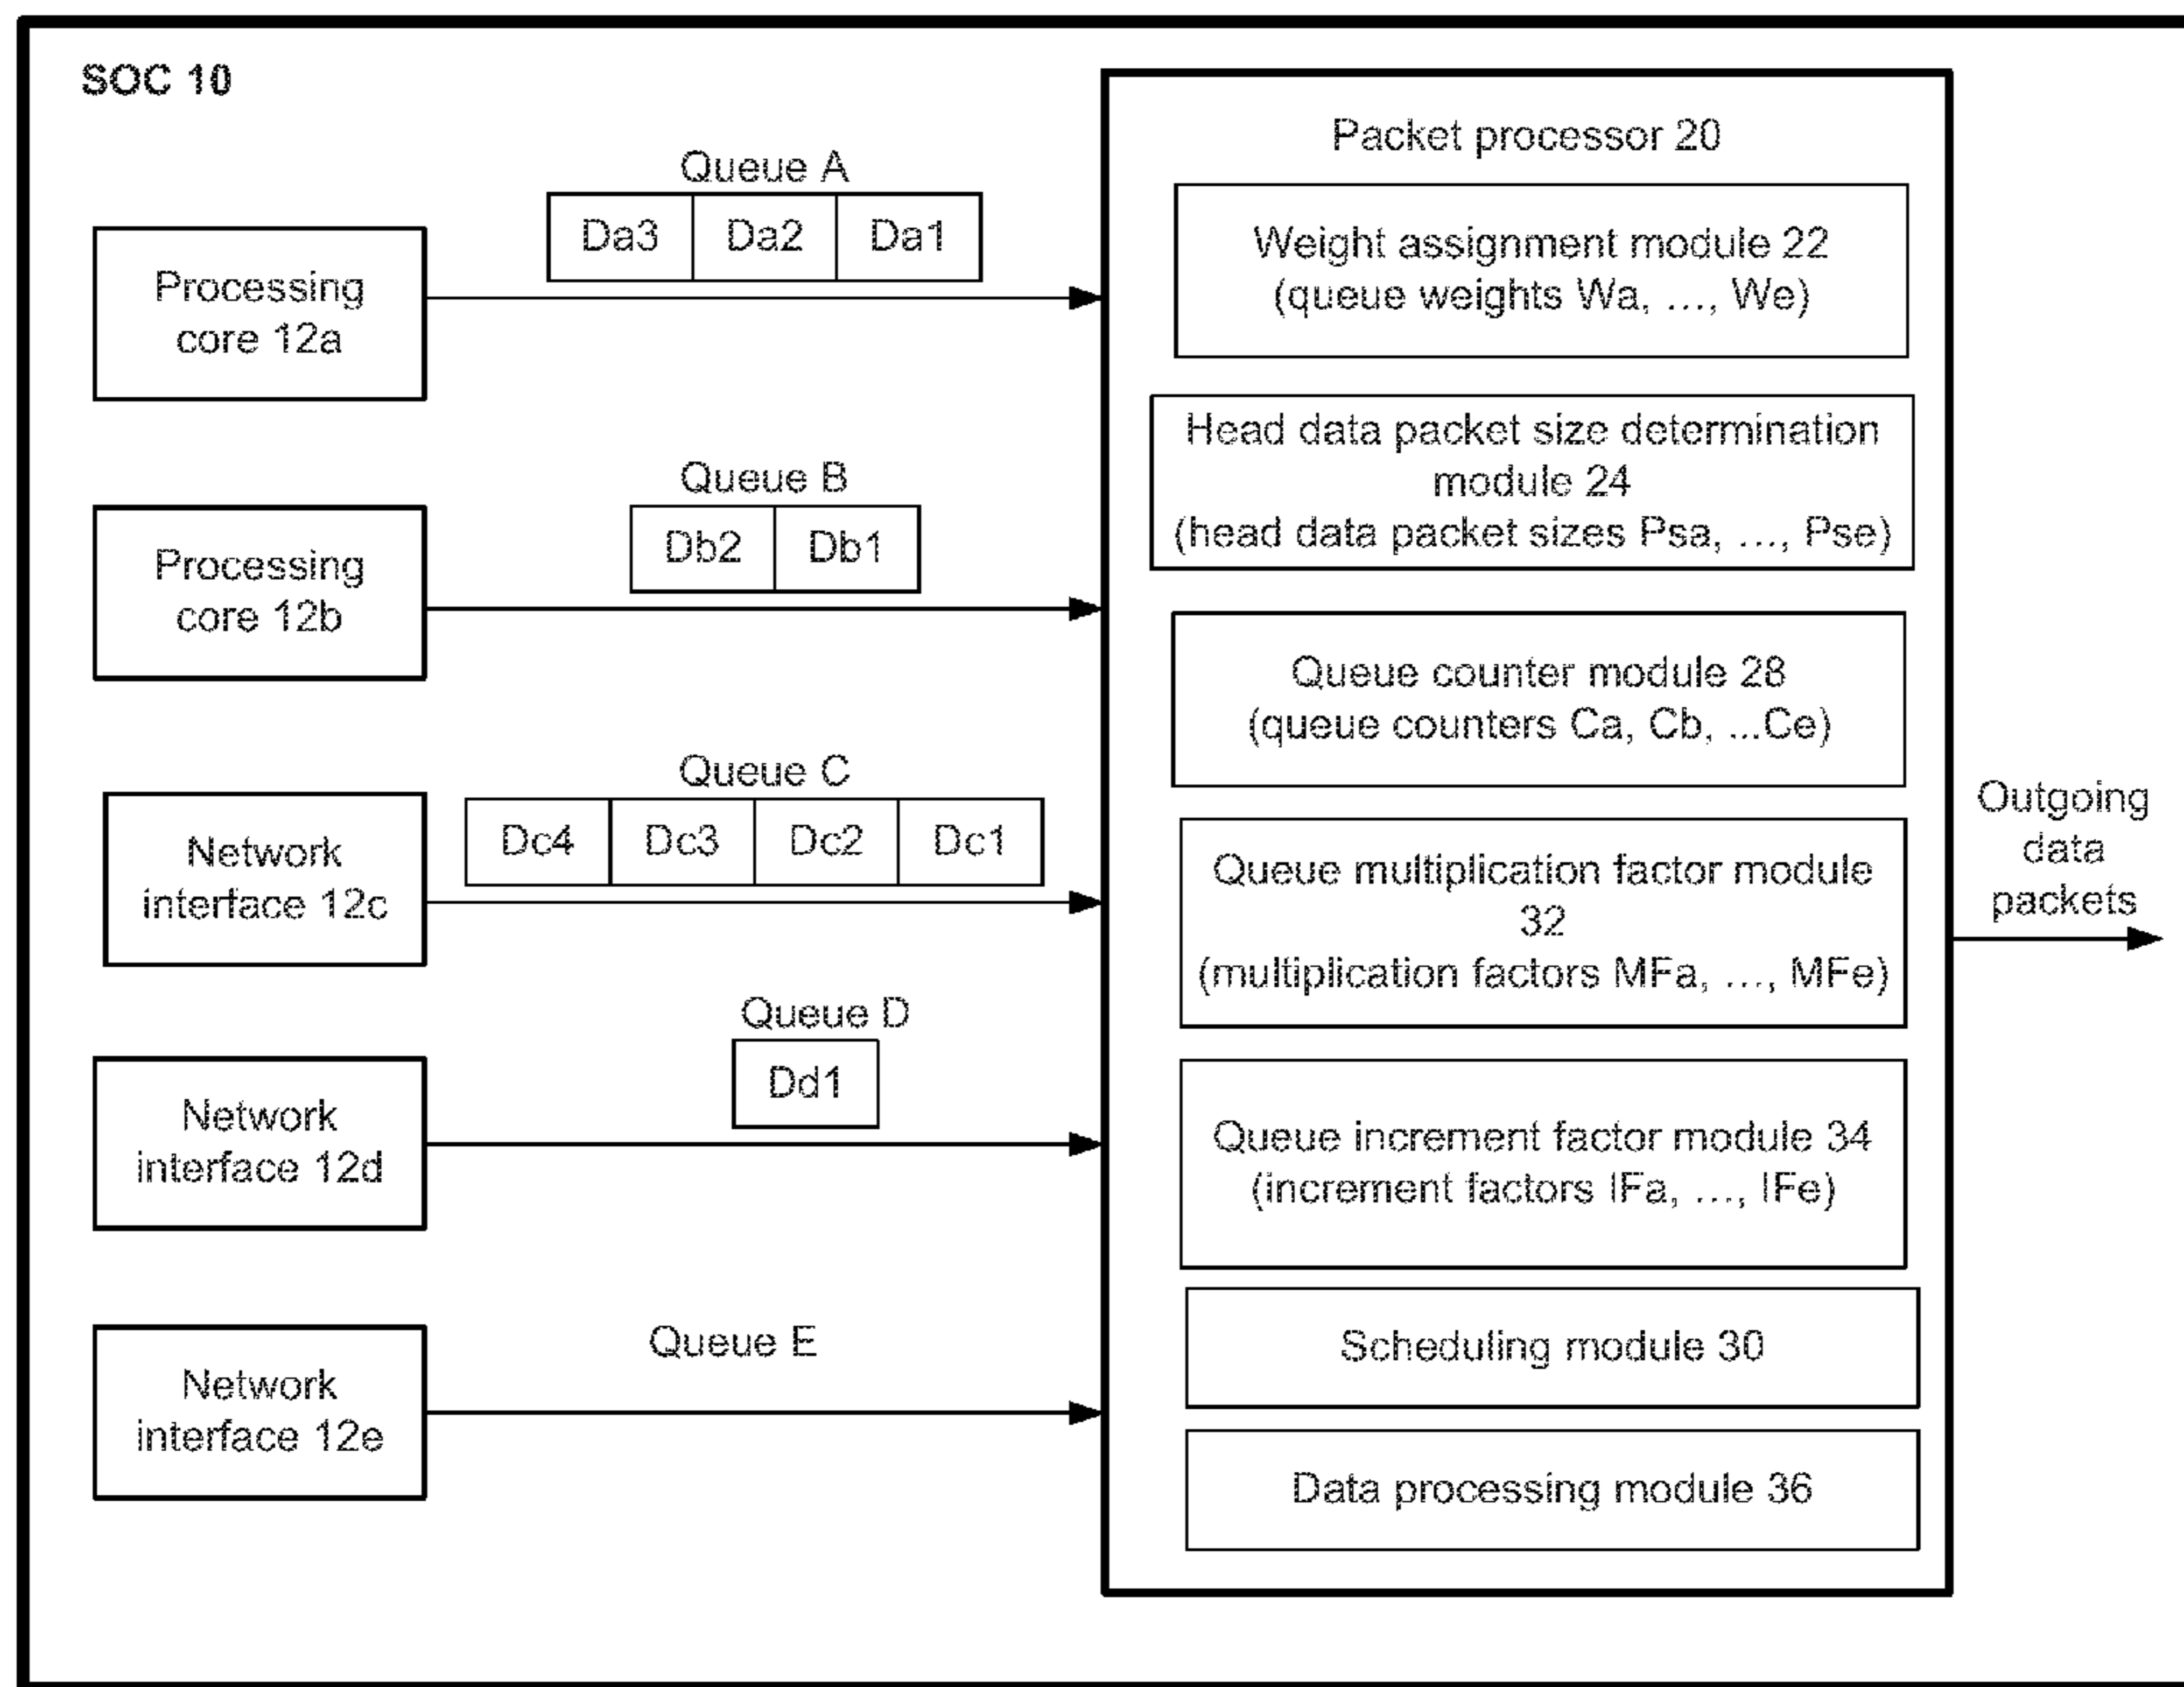 SOC 10
Queue A
Da3 Da2 Da1
Processing
core 12a
Queue B
Db2 Db1
Processing
core 12b
Queue C
Dc4 Dc3 Dc2 Dc1
Network
interface 12c
Queue D
Dd1
Network
interface 12d
Queue E
Network
interface 12e
Packet processor 20
Weight assignment module 22
(queue weights Wa, ..., We)
Head data packet size determination
module 24
(head data packet sizes Psa, ..., Pse)
Queue counter module 28
(queue counters Ca, Cb, ...Ce)
Queue multiplication factor module
32
(multiplication factors MFa, ..., MFe)
Queue increment factor module 34
(increment factors IFa, ..., IFe)
Scheduling module 30
Data processing module 36
Outgoing
data
packets